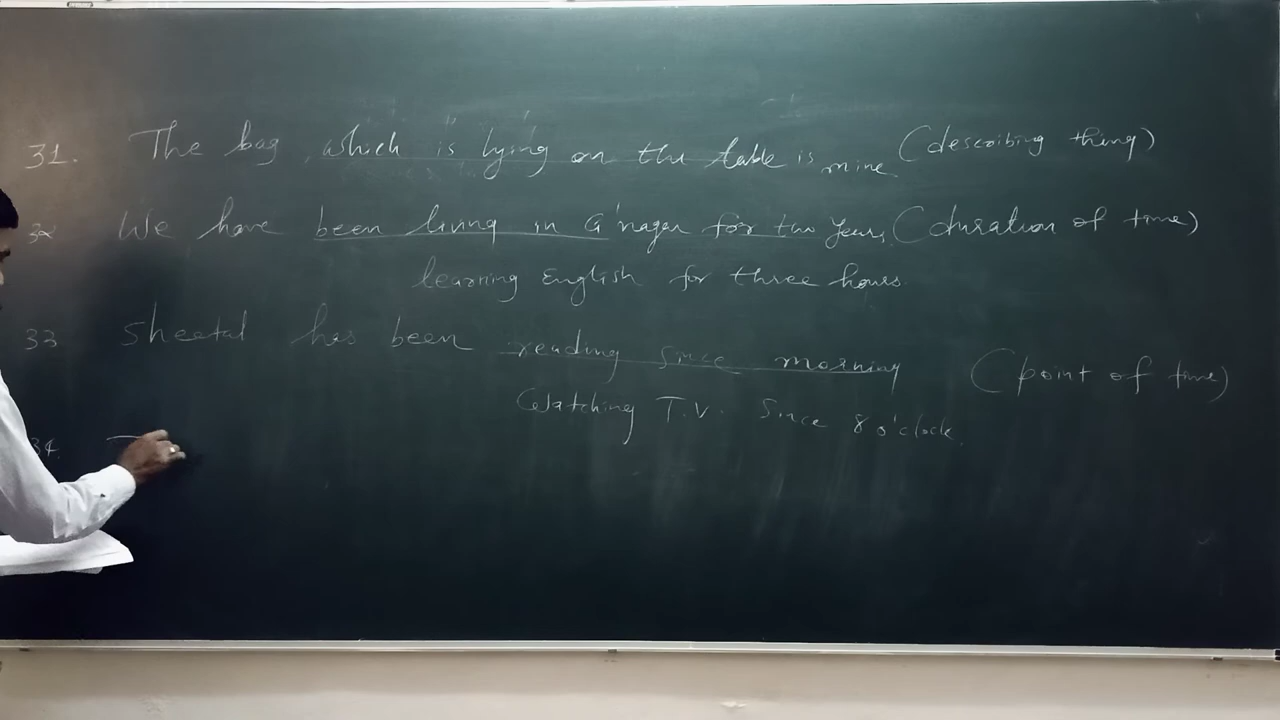 31. The bag, which is lying on the table is mine (describing thing)
32 We have been living in G'nager for two years, (duration of time)
learning English for three hours.
33 Sheetal has been reading since morning (point of time)
Watching T.V. Since 8 o'clock.
34.